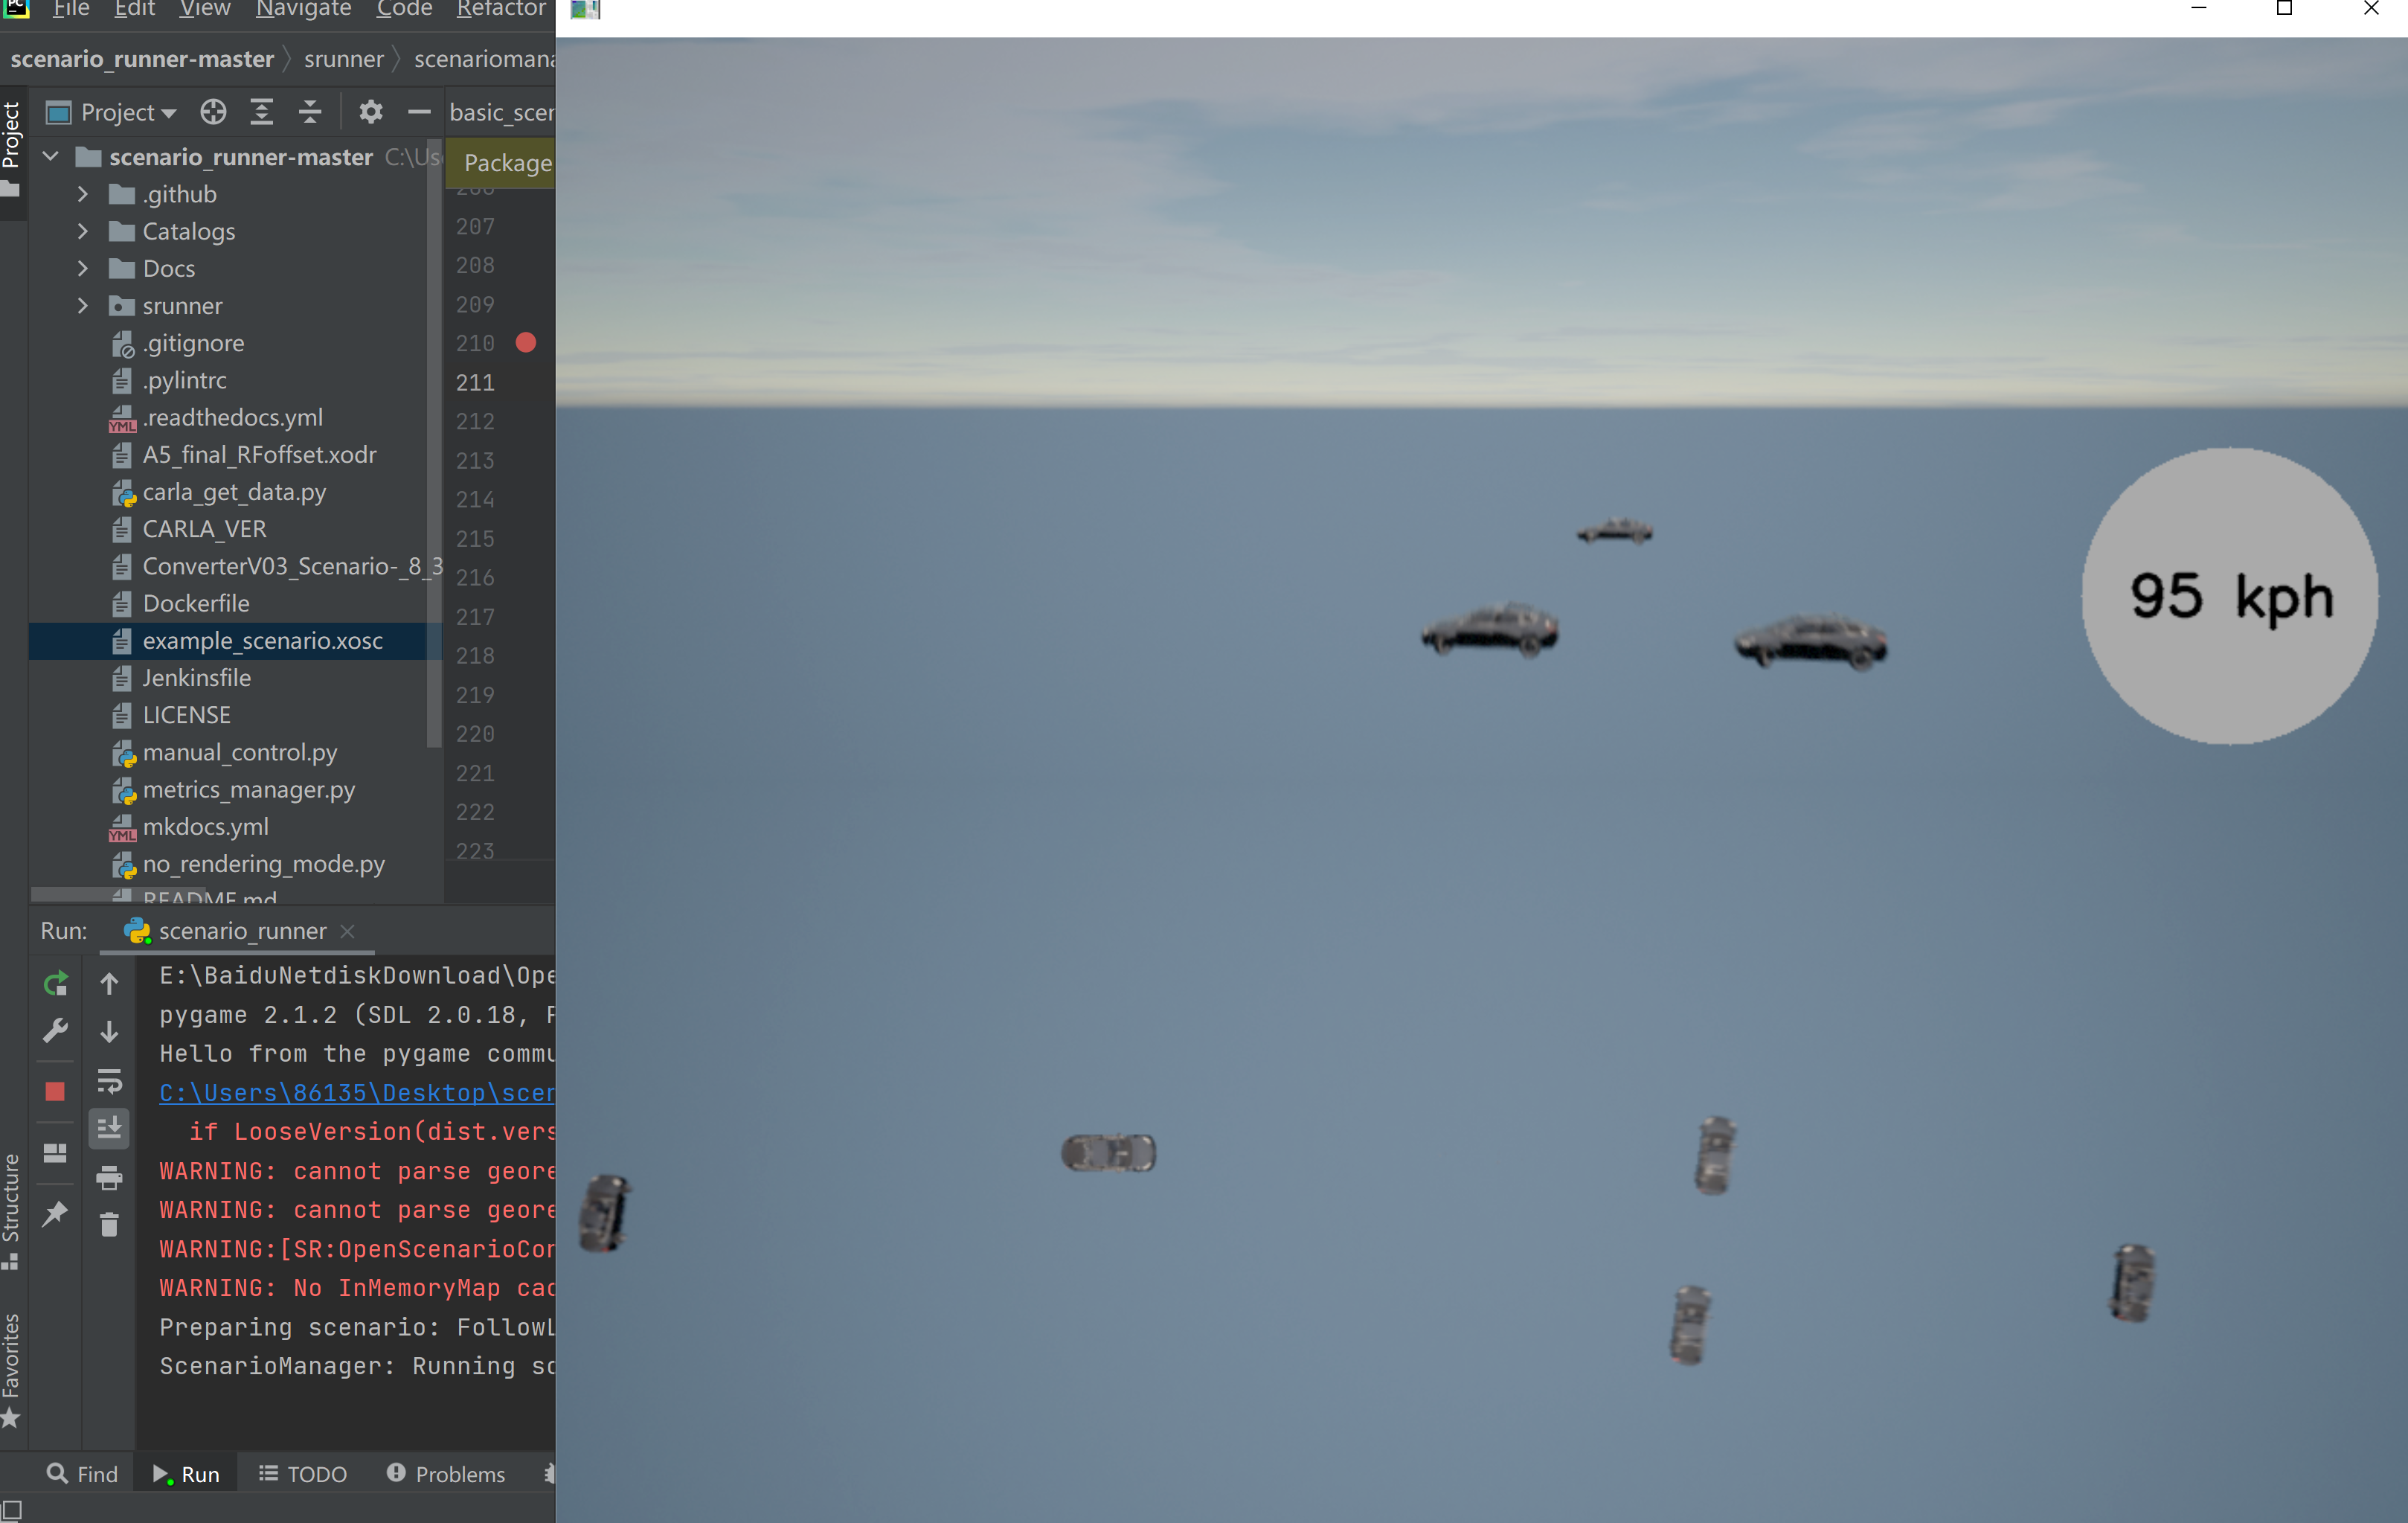 File Edit View Navigate Code Refactor
scenario_runner-master srunner scenariomana
Project
Project
basic_scen
scenario_runner-master C:\Us
Package
.github
Catalogs
Docs
srunner
.gitignore
.pylintrc
.readthedocs.yml
A5_final_RFoffset.xodr
carla_get_data.py
CARLA_VER
ConverterV03_Scenario-_8_3
Dockerfile
example_scenario.xosc
Jenkinsfile
LICENSE
manual_control.py
metrics_manager.py
mkdocs.yml
no_rendering_mode.py
README.md
206
207
208
209
210
211
212
213
214
215
216
217
218
219
220
221
222
223
95 kph
Run: scenario_runner
E:\BaiduNetdiskDownload\Ope
pygame 2.1.2 (SDL 2.0.18, P
Hello from the pygame commu
C:\Users\86135\Desktop\scen
if LooseVersion(dist.vers
WARNING: cannot parse geore
WARNING: cannot parse geore
WARNING:[SR:OpenScenarioCon
WARNING: No InMemoryMap cac
Preparing scenario: FollowL
ScenarioManager: Running sc
Structure
Favorites
Find Run TODO Problems